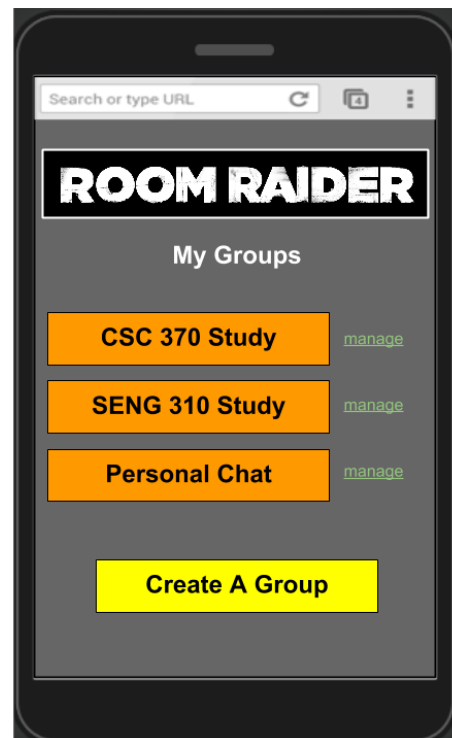 Search or type URL
4
ROOM RAIDER
My Groups
CSC 370 Study manage
SENG 310 Study manage
Personal Chat manage
Create A Group